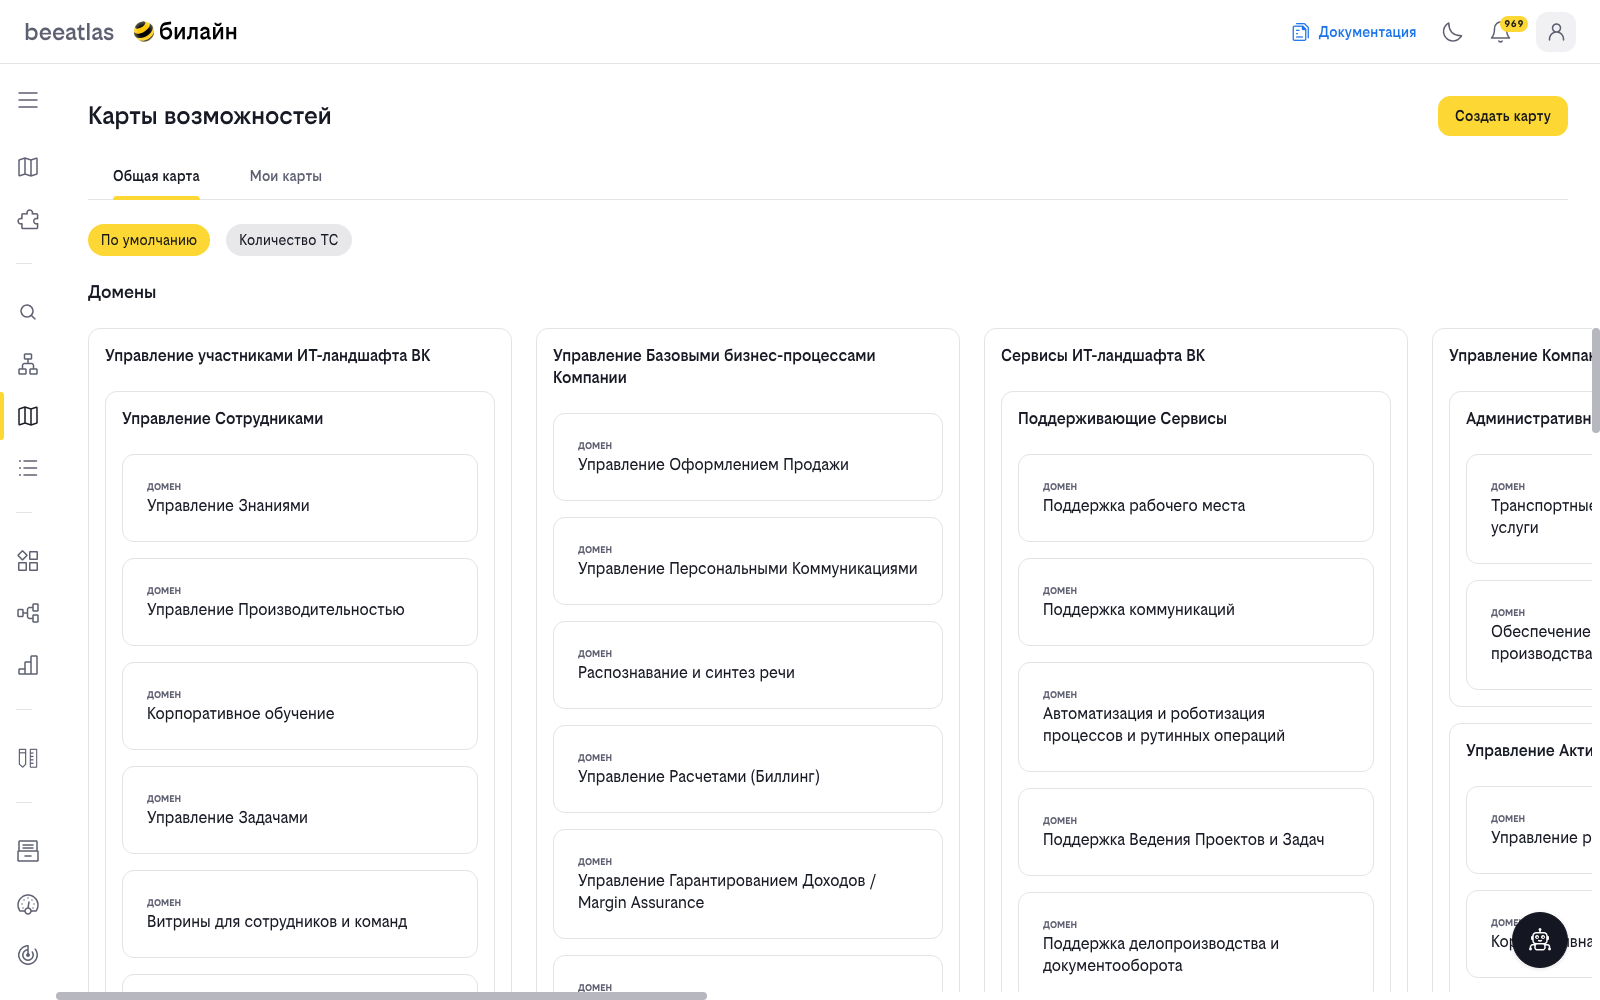 beeatlas билайн
Документация
969
Карты возможностей
Создать карту
Общая карта
Мои карты
По умолчанию
Количество ТС
Домены
Управление участниками ИТ-ландшафта ВК
Управление Сотрудниками
ДОМЕН
Управление Знаниями
ДОМЕН
Управление Производительностью
ДОМЕН
Корпоративное обучение
ДОМЕН
Управление Задачами
ДОМЕН
Витрины для сотрудников и команд
Управление Базовыми бизнес-процессами
Компании
ДОМЕН
Управление Оформлением Продажи
ДОМЕН
Управление Персональными Коммуникациями
ДОМЕН
Распознавание и синтез речи
ДОМЕН
Управление Расчетами (Биллинг)
ДОМЕН
Управление Гарантированием Доходов /
Margin Assurance
ДОМЕН
Сервисы ИТ-ландшафта ВК
Поддерживающие Сервисы
ДОМЕН
Поддержка рабочего места
ДОМЕН
Поддержка коммуникаций
ДОМЕН
Автоматизация и роботизация
процессов и рутинных операций
ДОМЕН
Поддержка Ведения Проектов и Задач
ДОМЕН
Поддержка делопроизводства и
документооборота
Управление
ДОМЕН
услуги
ДОМЕН
Обеспечение
производства
Управление
ДОМЕН
Управление